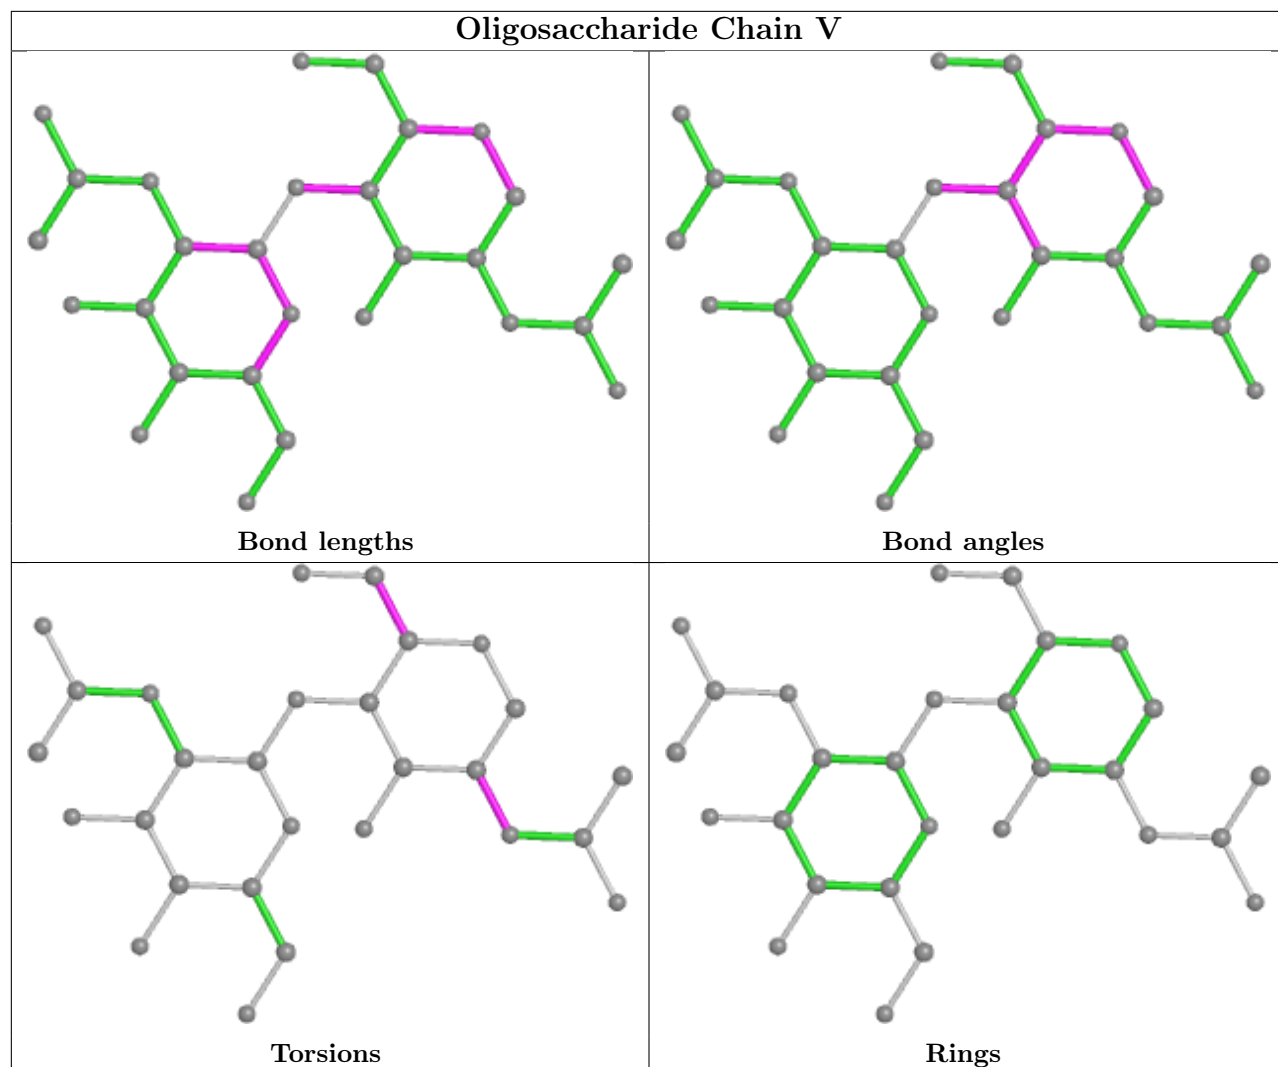 Oligosaccharide Chain V
Bond lengths
Bond angles
Torsions
Rings